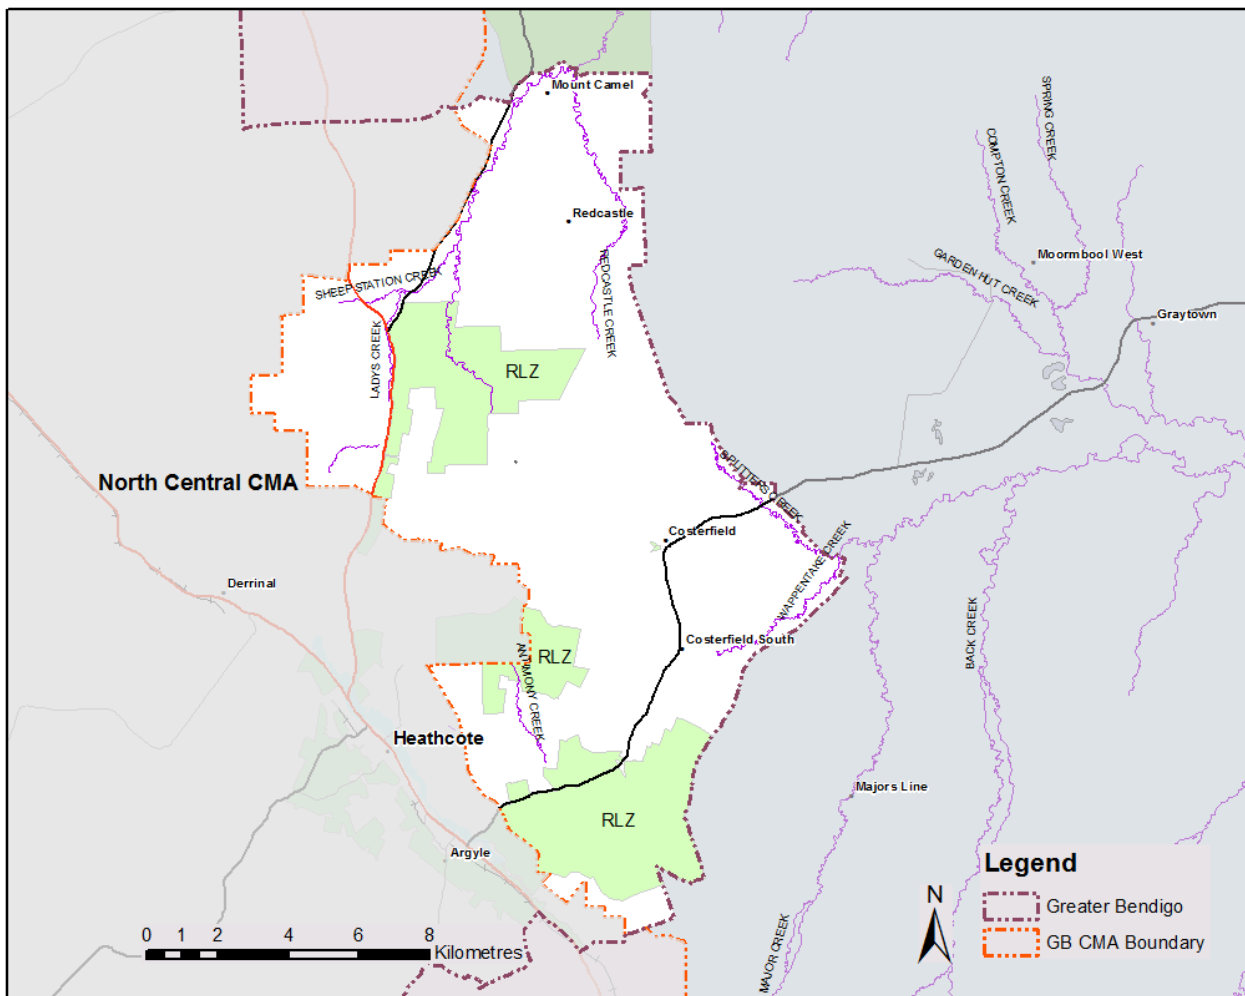 Mount Camel
SPRING CREEK
COMPTON CREEK
Redcastle
REDCASTLE CREEK
Moormbool West
GARDEN HUT CREEK
SHEEP STATION CREEK
Graytown
LADYS CREEK
RLZ
North Central CMA
SPUTTERS CREEK
Costerfield
WAPPENTAKE CREEK
Derrinal
BACK CREEK
Costerfield South
RLZ
ANTIMONY CREEK
Heathcote
Majors Line
RLZ
Argyle
MAJOR CREEK
Legend
Greater Bendigo
GB CMA Boundary
N
0 1 2 4 6 8
Kilometres